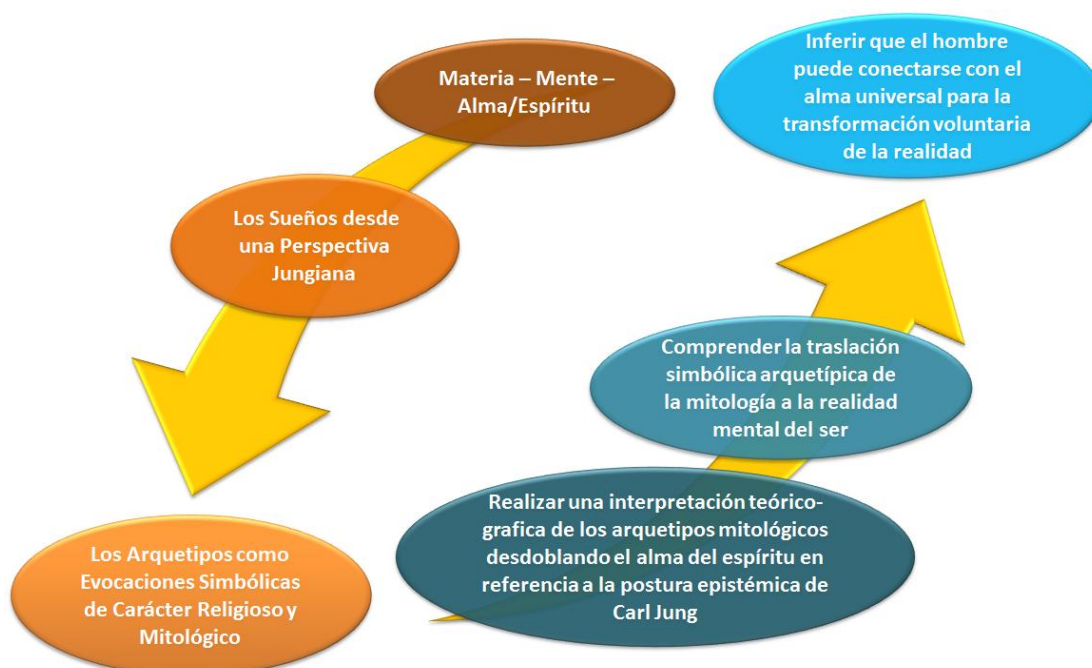 Materia – Mente –
Alma/Espíritu
Los Sueños desde
una Perspectiva
Jungiana
Los Arquetipos como
Evocaciones Simbólicas
de Carácter Religioso y
Mitológico
Realizar una interpretación teórico-
grafica de los arquetipos mitológicos
desdoblando el alma del espíritu en
referencia a la postura epistémica de
Carl Jung
Comprender la traslación
simbólica arquetípica de
la mitología a la realidad
mental del ser
Inferir que el hombre
puede conectarse con el
alma universal para la
transformación voluntaria
de la realidad